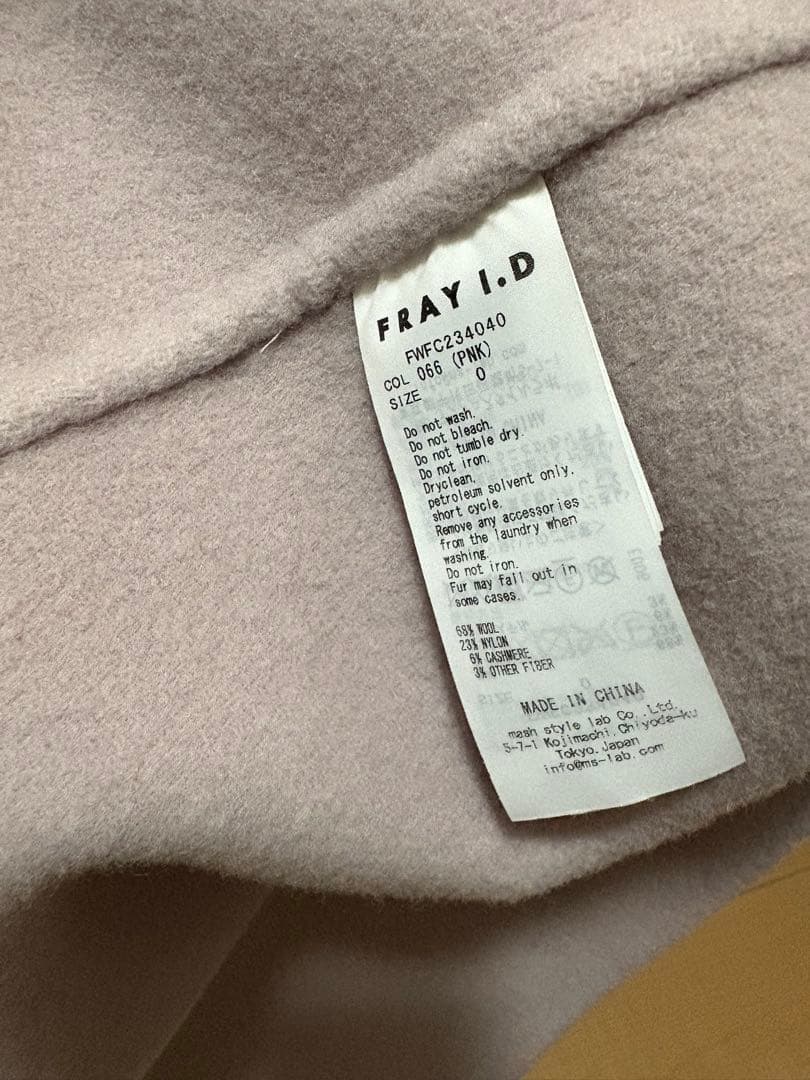 FRAY I.D
FWFC234040
COL 066 (PNK)
SIZE 0
Do not wash.
Do not bleach.
Do not tumble dry.
Do not iron.
Dryclean.
petroleum solvent only.
short cycle.
Remove any accessories
from the laundry when
washing.
Do not iron.
Fur may fall out in
some cases.
68% WOOL
23% NYLON
6% CASHMERE
3% OTHER FIBER
MADE IN CHINA
mash style lab Co.,Ltd.
5-7-1 Kojimachi,Chiyoda-ku
Tokyo.Japan
info@ms-lab.com